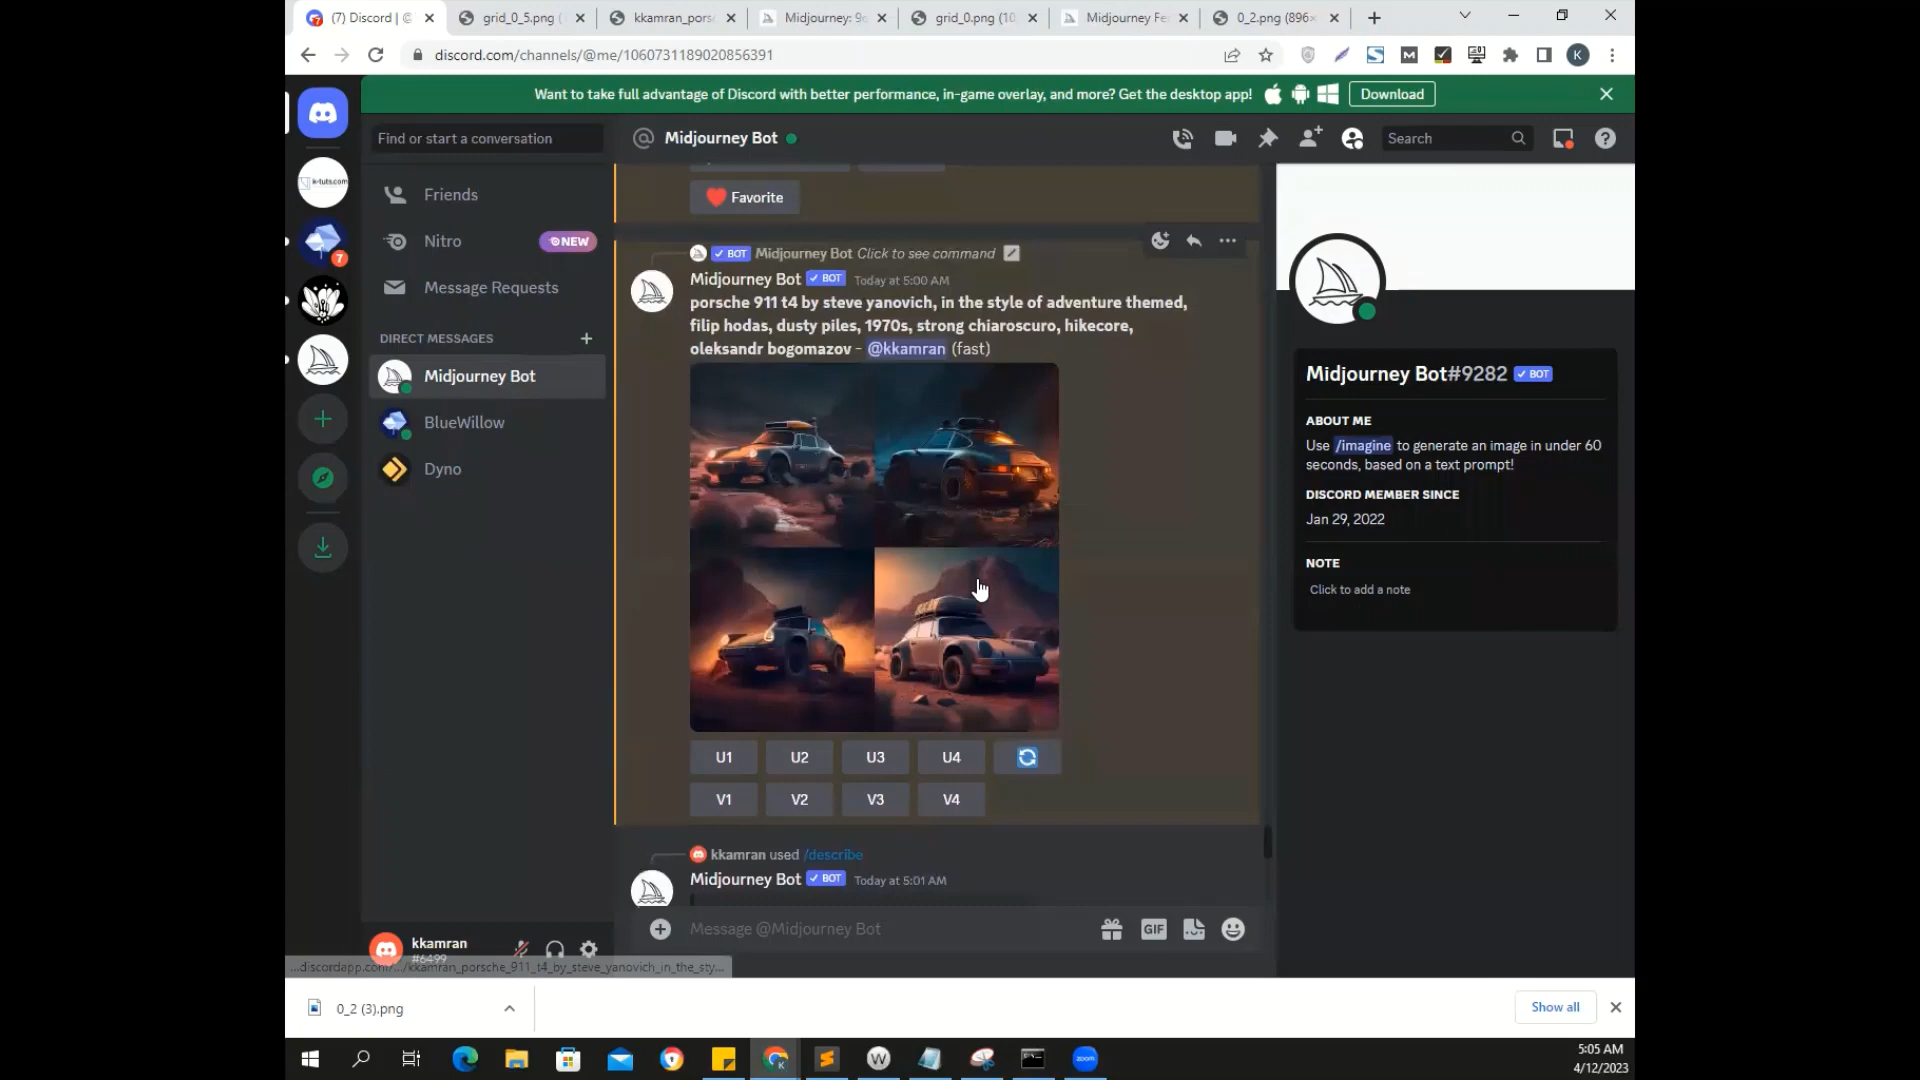 (7) Discord | @
grid_0_5.png (
kkamran_pors
Midjourney: 9
grid_0.png (10
Midjourney Fe
0_2.png (896×
discord.com/channels/@me/1060731189020856391
K
Want to take full advantage of Discord with better performance, in-game overlay, and more? Get the desktop app!
Download
Find or start a conversation
Midjourney Bot
Search
k-tuts.com
7
Friends
Nitro
NEW
Message Requests
DIRECT MESSAGES
Midjourney Bot
BlueWillow
Dyno
Favorite
BOT Midjourney Bot Click to see command
Midjourney Bot BOT Today at 5:00 AM
porsche 911 t4 by steve yanovich, in the style of adventure themed,
filip hodas, dusty piles, 1970s, strong chiaroscuro, hikecore,
oleksandr bogomazov - @kkamran (fast)
U1 U2 U3 U4
V1 V2 V3 V4
kkamran used /describe
Midjourney Bot BOT Today at 5:01 AM
Message @Midjourney Bot
GIF
Midjourney Bot#9282 BOT
ABOUT ME
Use /imagine to generate an image in under 60
seconds, based on a text prompt!
DISCORD MEMBER SINCE
Jan 29, 2022
NOTE
Click to add a note
kkamran
#6499
...discordapp.com/.../kkamran_porsche_911_t4_by_steve_yanovich_in_the_sty...
0_2 (3).png
Show all
W
zoom
5:05 AM
4/12/2023